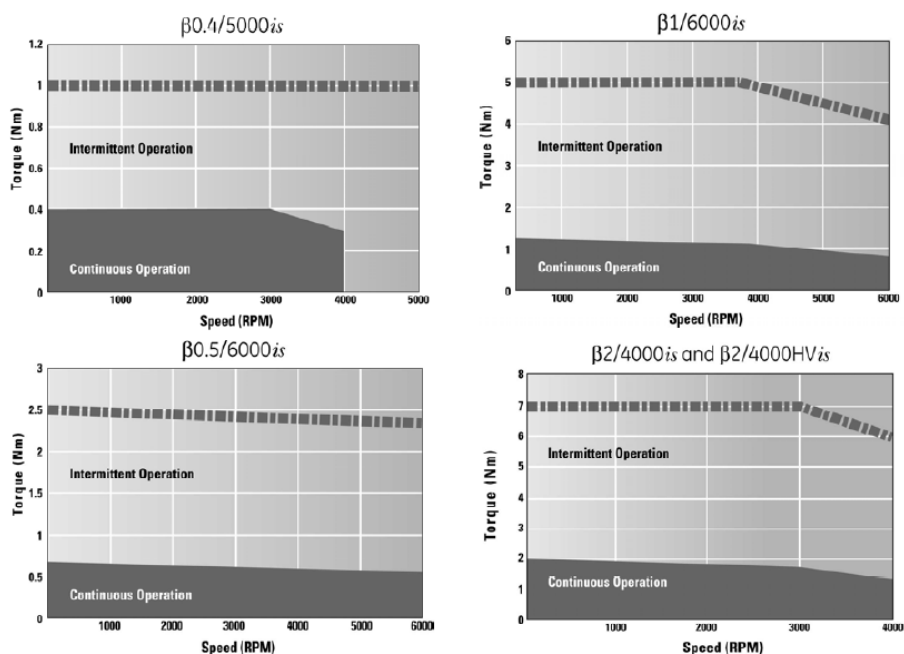 β0.4/5000is
1.2
1
0.8
0.6
0.4
0.2
0
Torque (Nm)
Intermittent Operation
Continuous Operation
1000 2000 3000 4000 5000
Speed (RPM)
β1/6000is
6
5
4
3
2
1
0
Torque (Nm)
Intermittent Operation
Continuous Operation
1000 2000 3000 4000 5000 6000
Speed (RPM)
β0.5/6000is
3
2.5
2
1.5
1
0.5
0
Torque (Nm)
Intermittent Operation
Continuous Operation
1000 2000 3000 4000 5000 6000
Speed (RPM)
β2/4000is and β2/4000HVis
8
7
6
5
4
3
2
1
0
Torque (Nm)
Intermittent Operation
Continuous Operation
1000 2000 3000 4000
Speed (RPM)